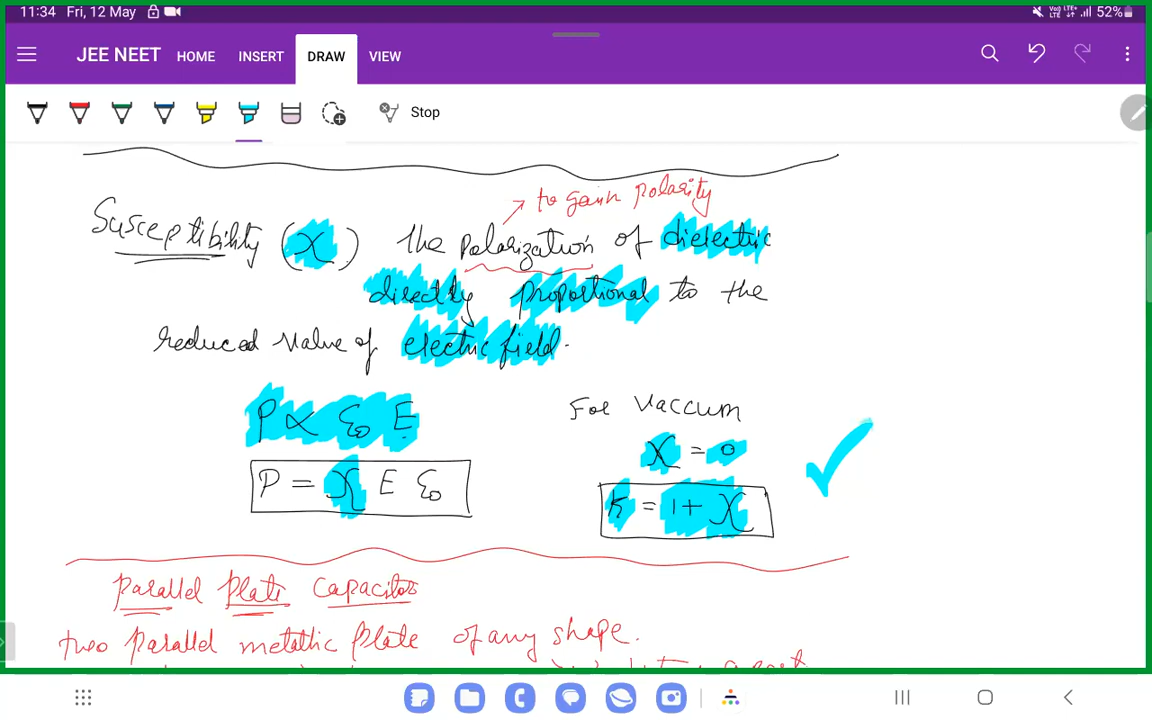 11:34 Fri, 12 May 52%
JEE NEET HOME INSERT DRAW VIEW
Stop
to gain polarity
Susceptibility (χ) the polarization of dielectric
directly proportional to the
reduced value of electric field.
P ∝ ε₀ E
For Vaccum
χ = 0
P = χ E ε₀
K = 1 + χ
Parallel Plate Capacitor
two parallel metallic plate of any shape.